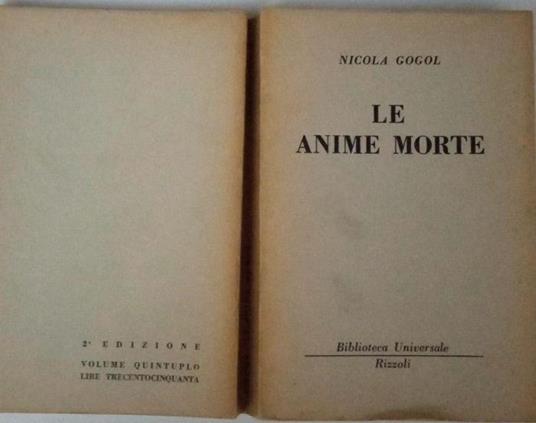 2ª EDIZIONE
VOLUME QUINTUPLO
LIRE TRECENTOCINQUANTA
NICOLA GOGOL
LE
ANIME MORTE
Biblioteca Universale
Rizzoli